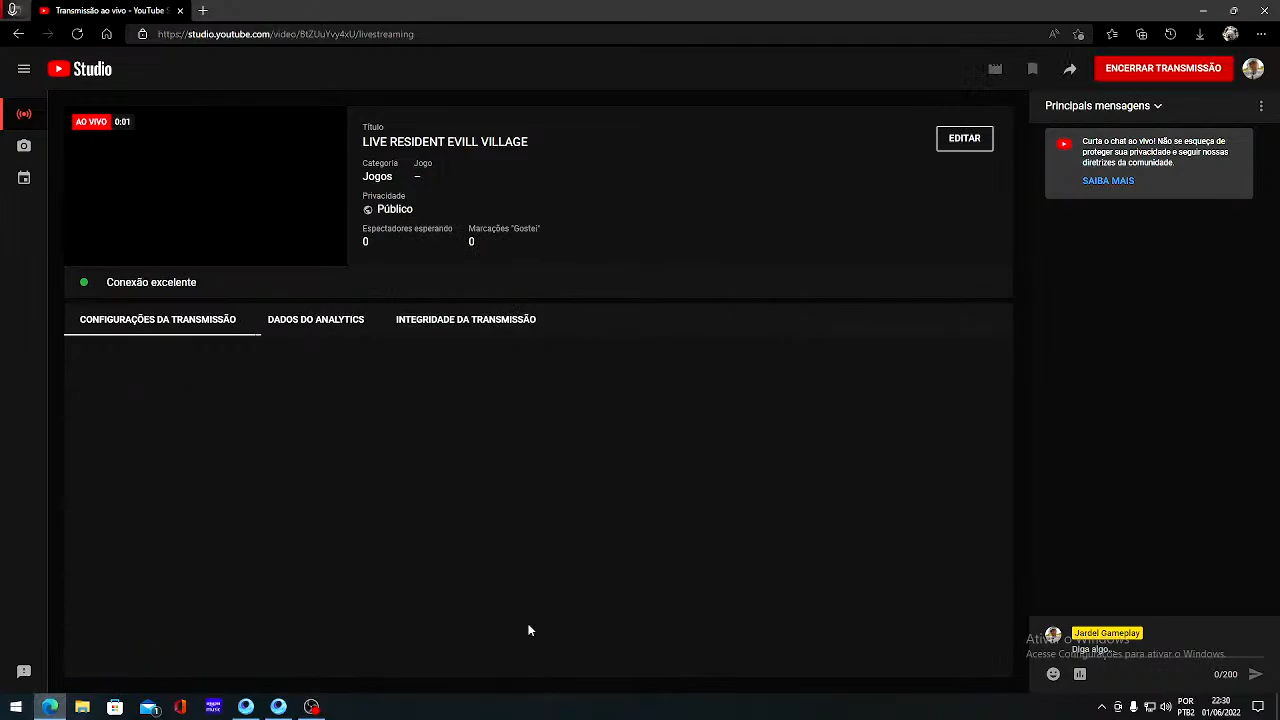 Transmissão ao vivo - YouTube S
https://studio.youtube.com/video/BtZUuYvy4xU/livestreaming
Studio
ENCERRAR TRANSMISSÃO
AO VIVO 0:01
Título
LIVE RESIDENT EVILL VILLAGE
EDITAR
Categoria Jogo
Jogos –
Privacidade
Público
Espectadores esperando Marcações "Gostei"
0 0
Conexão excelente
CONFIGURAÇÕES DA TRANSMISSÃO DADOS DO ANALYTICS INTEGRIDADE DA TRANSMISSÃO
Principais mensagens
Curta o chat ao vivo! Não se esqueça de
proteger sua privacidade e seguir nossas
diretrizes da comunidade.
SAIBA MAIS
Jardel Gameplay
Ativar o Windows
Diga algo...
Acesse Configurações para ativar o Windows.
0/200
music
POR 22:30
PTB2 01/06/2022